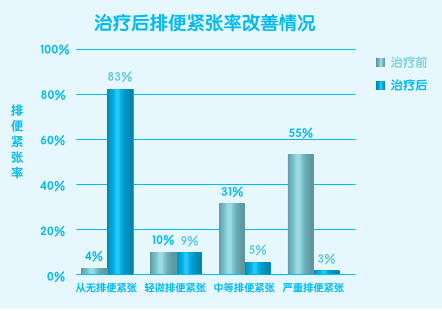 治疗后排便紧张率改善情况
100%
80%
60%
40%
20%
0%
排便紧张率
治疗前
治疗后
4%
83%
10%
9%
31%
5%
55%
3%
从无排便紧张
轻微排便紧张
中等排便紧张
严重排便紧张